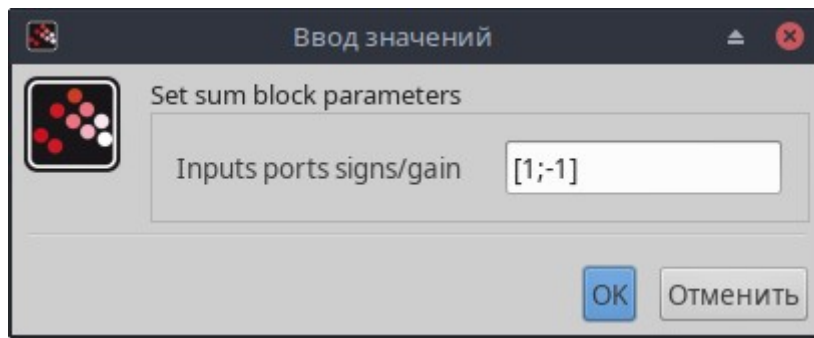 Ввод значений
Set sum block parameters
Inputs ports signs/gain [1;-1]
OK Отменить